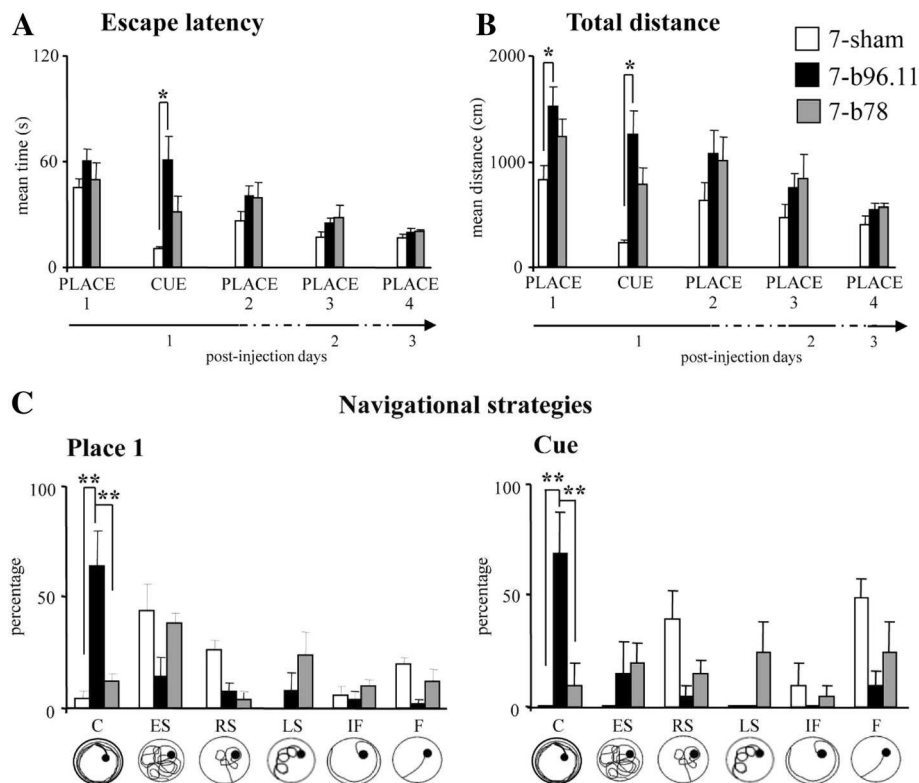 A Escape latency
120
*
60
0
mean time (s)
PLACE 1
CUE
PLACE 2
PLACE 3
PLACE 4
1 2 3
post-injection days
B Total distance
2000
* *
1000
0
mean distance (cm)
PLACE 1
CUE
PLACE 2
PLACE 3
PLACE 4
1 2 3
post-injection days
7-sham
7-b96.11
7-b78
C Navigational strategies
Place 1
** **
100
50
0
percentage
C ES RS LS IF F
Cue
** **
100
50
0
percentage
C ES RS LS IF F